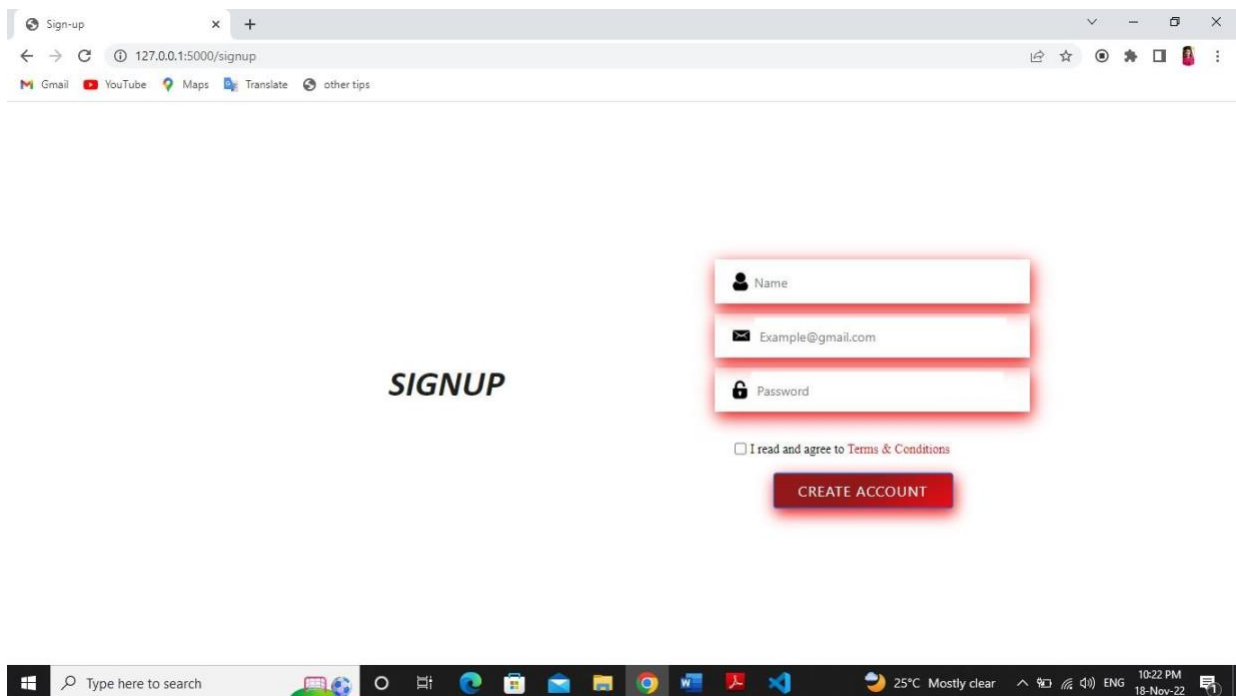 Sign-up
127.0.0.1:5000/signup
Gmail YouTube Maps Translate other tips
Name
Example@gmail.com
SIGNUP
Password
I read and agree to Terms & Conditions
CREATE ACCOUNT
Type here to search
25°C Mostly clear
ENG
10:22 PM
18-Nov-22